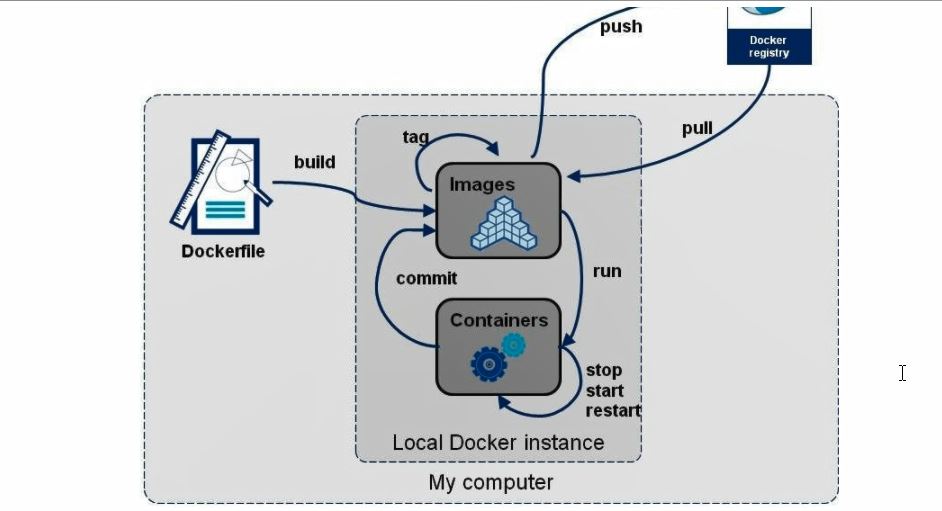 push
Docker
registry
pull
tag
build
Images
Dockerfile
commit
run
Containers
stop
start
restart
Local Docker instance
My computer